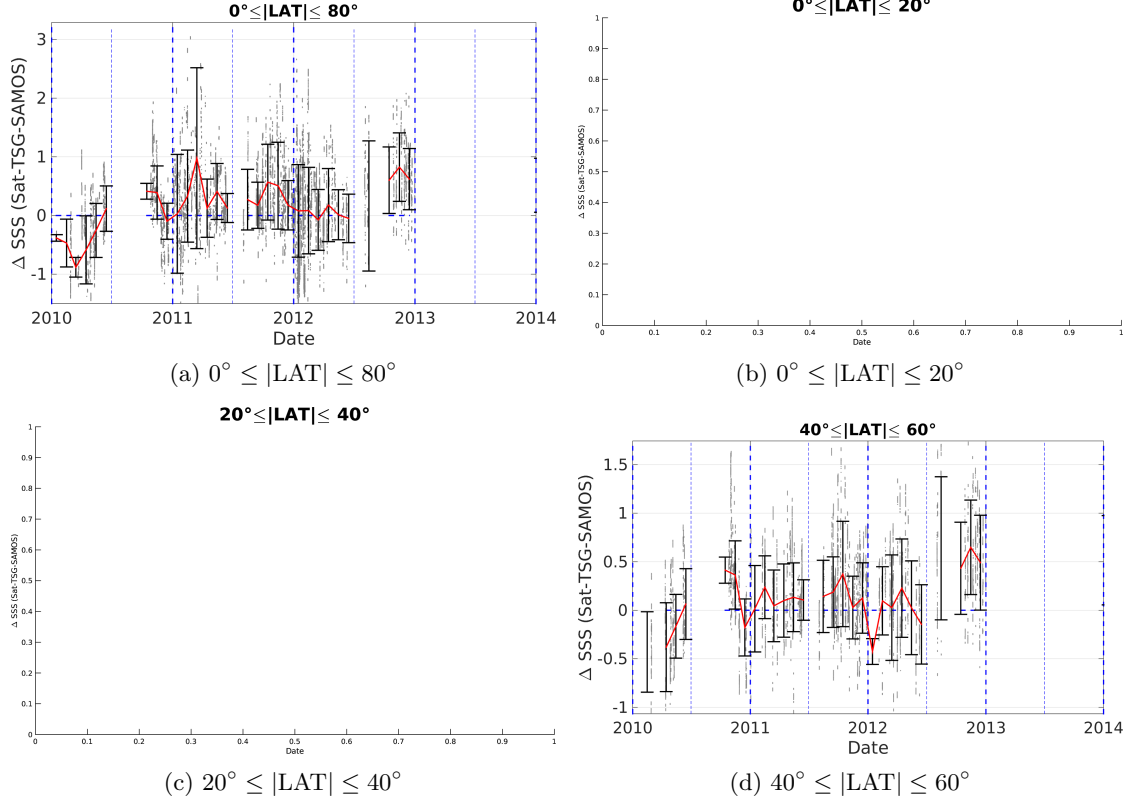 0°≤|LAT|≤ 80°
Δ SSS (Sat-TSG-SAMOS)
3
2
1
0
-1
2010 2011 2012 2013 2014
Date
(a) 0° ≤ |LAT| ≤ 80°
0°≤|LAT|≤ 20°
Δ SSS (Sat-TSG-SAMOS)
1
0.9
0.8
0.7
0.6
0.5
0.4
0.3
0.2
0.1
0
0 0.1 0.2 0.3 0.4 0.5 0.6 0.7 0.8 0.9 1
Date
(b) 0° ≤ |LAT| ≤ 20°
20°≤|LAT|≤ 40°
Δ SSS (Sat-TSG-SAMOS)
1
0.9
0.8
0.7
0.6
0.5
0.4
0.3
0.2
0.1
0
0 0.1 0.2 0.3 0.4 0.5 0.6 0.7 0.8 0.9 1
Date
(c) 20° ≤ |LAT| ≤ 40°
40°≤|LAT|≤ 60°
Δ SSS (Sat-TSG-SAMOS)
1.5
1
0.5
0
-0.5
-1
2010 2011 2012 2013 2014
Date
(d) 40° ≤ |LAT| ≤ 60°